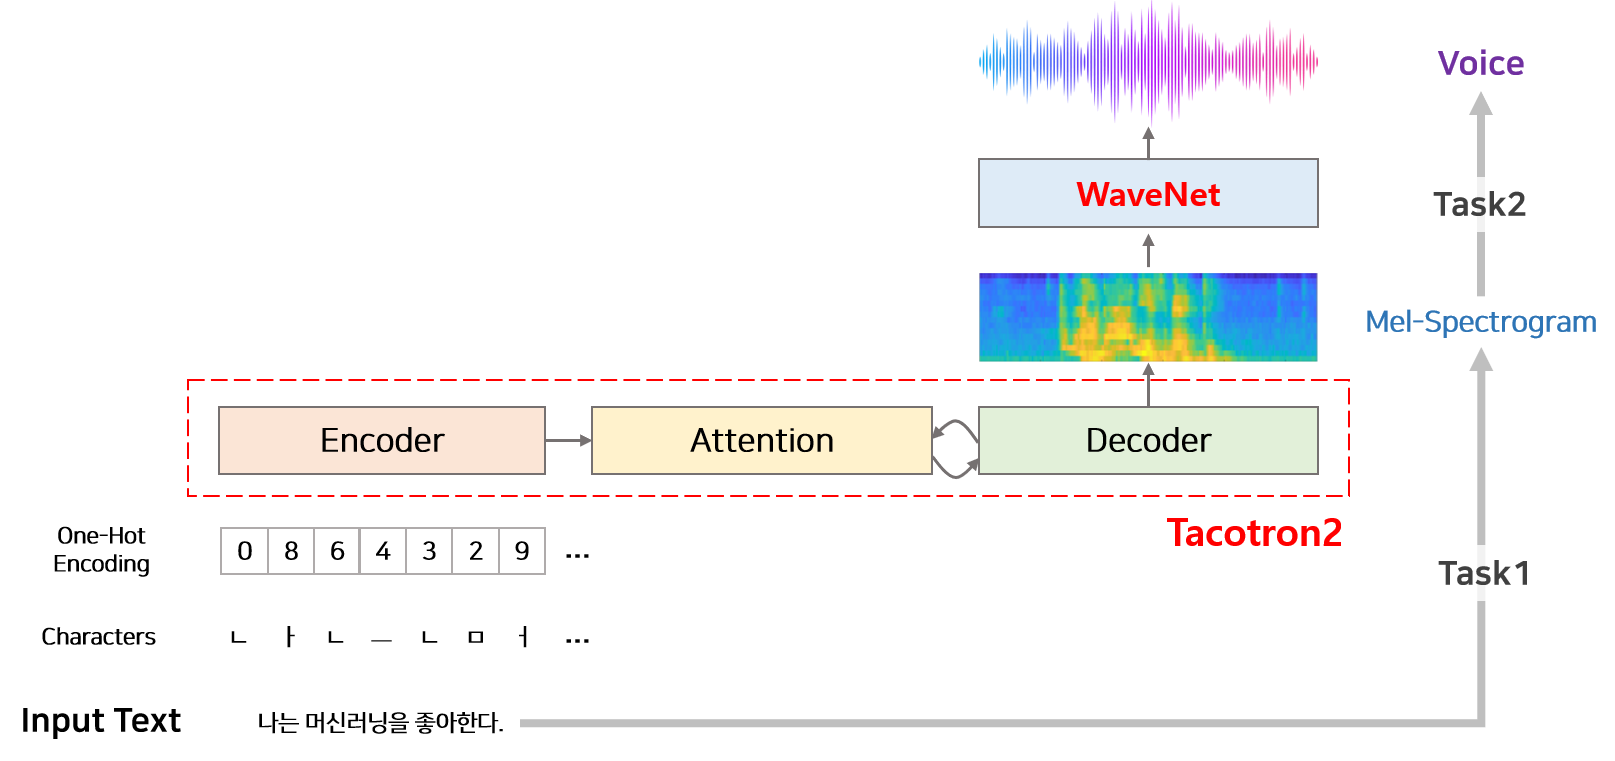 Voice
WaveNet
Task2
Mel-Spectrogram
Encoder
Attention
Decoder
Tacotron2
One-Hot
Encoding
0 8 6 4 3 2 9 ...
Task1
Characters
ㄴ ㅏ ㄴ ㅡ ㄴ ㅁ ㅓ ...
Input Text
나는 머신러닝을 좋아한다.